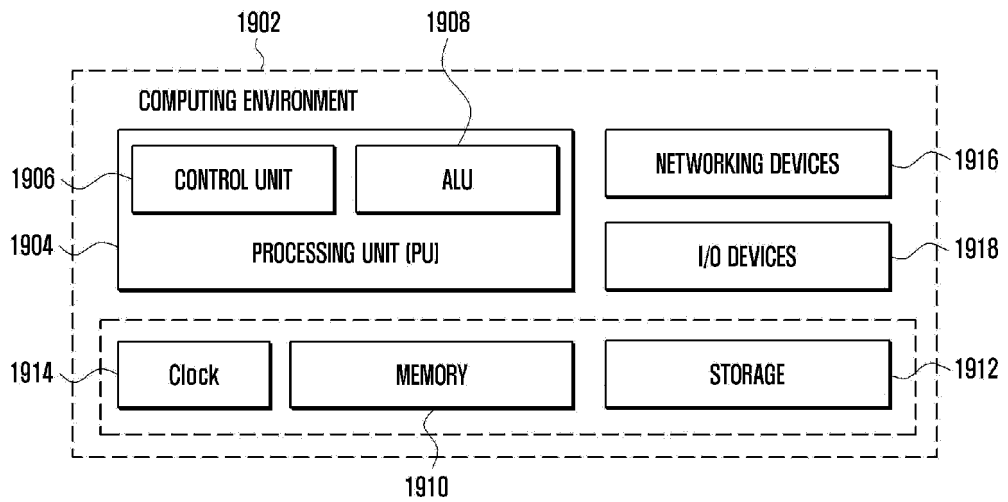 1902
1908
COMPUTING ENVIRONMENT
1906
CONTROL UNIT
ALU
NETWORKING DEVICES
1916
1904
PROCESSING UNIT (PU)
I/O DEVICES
1918
1914
Clock
MEMORY
STORAGE
1912
1910